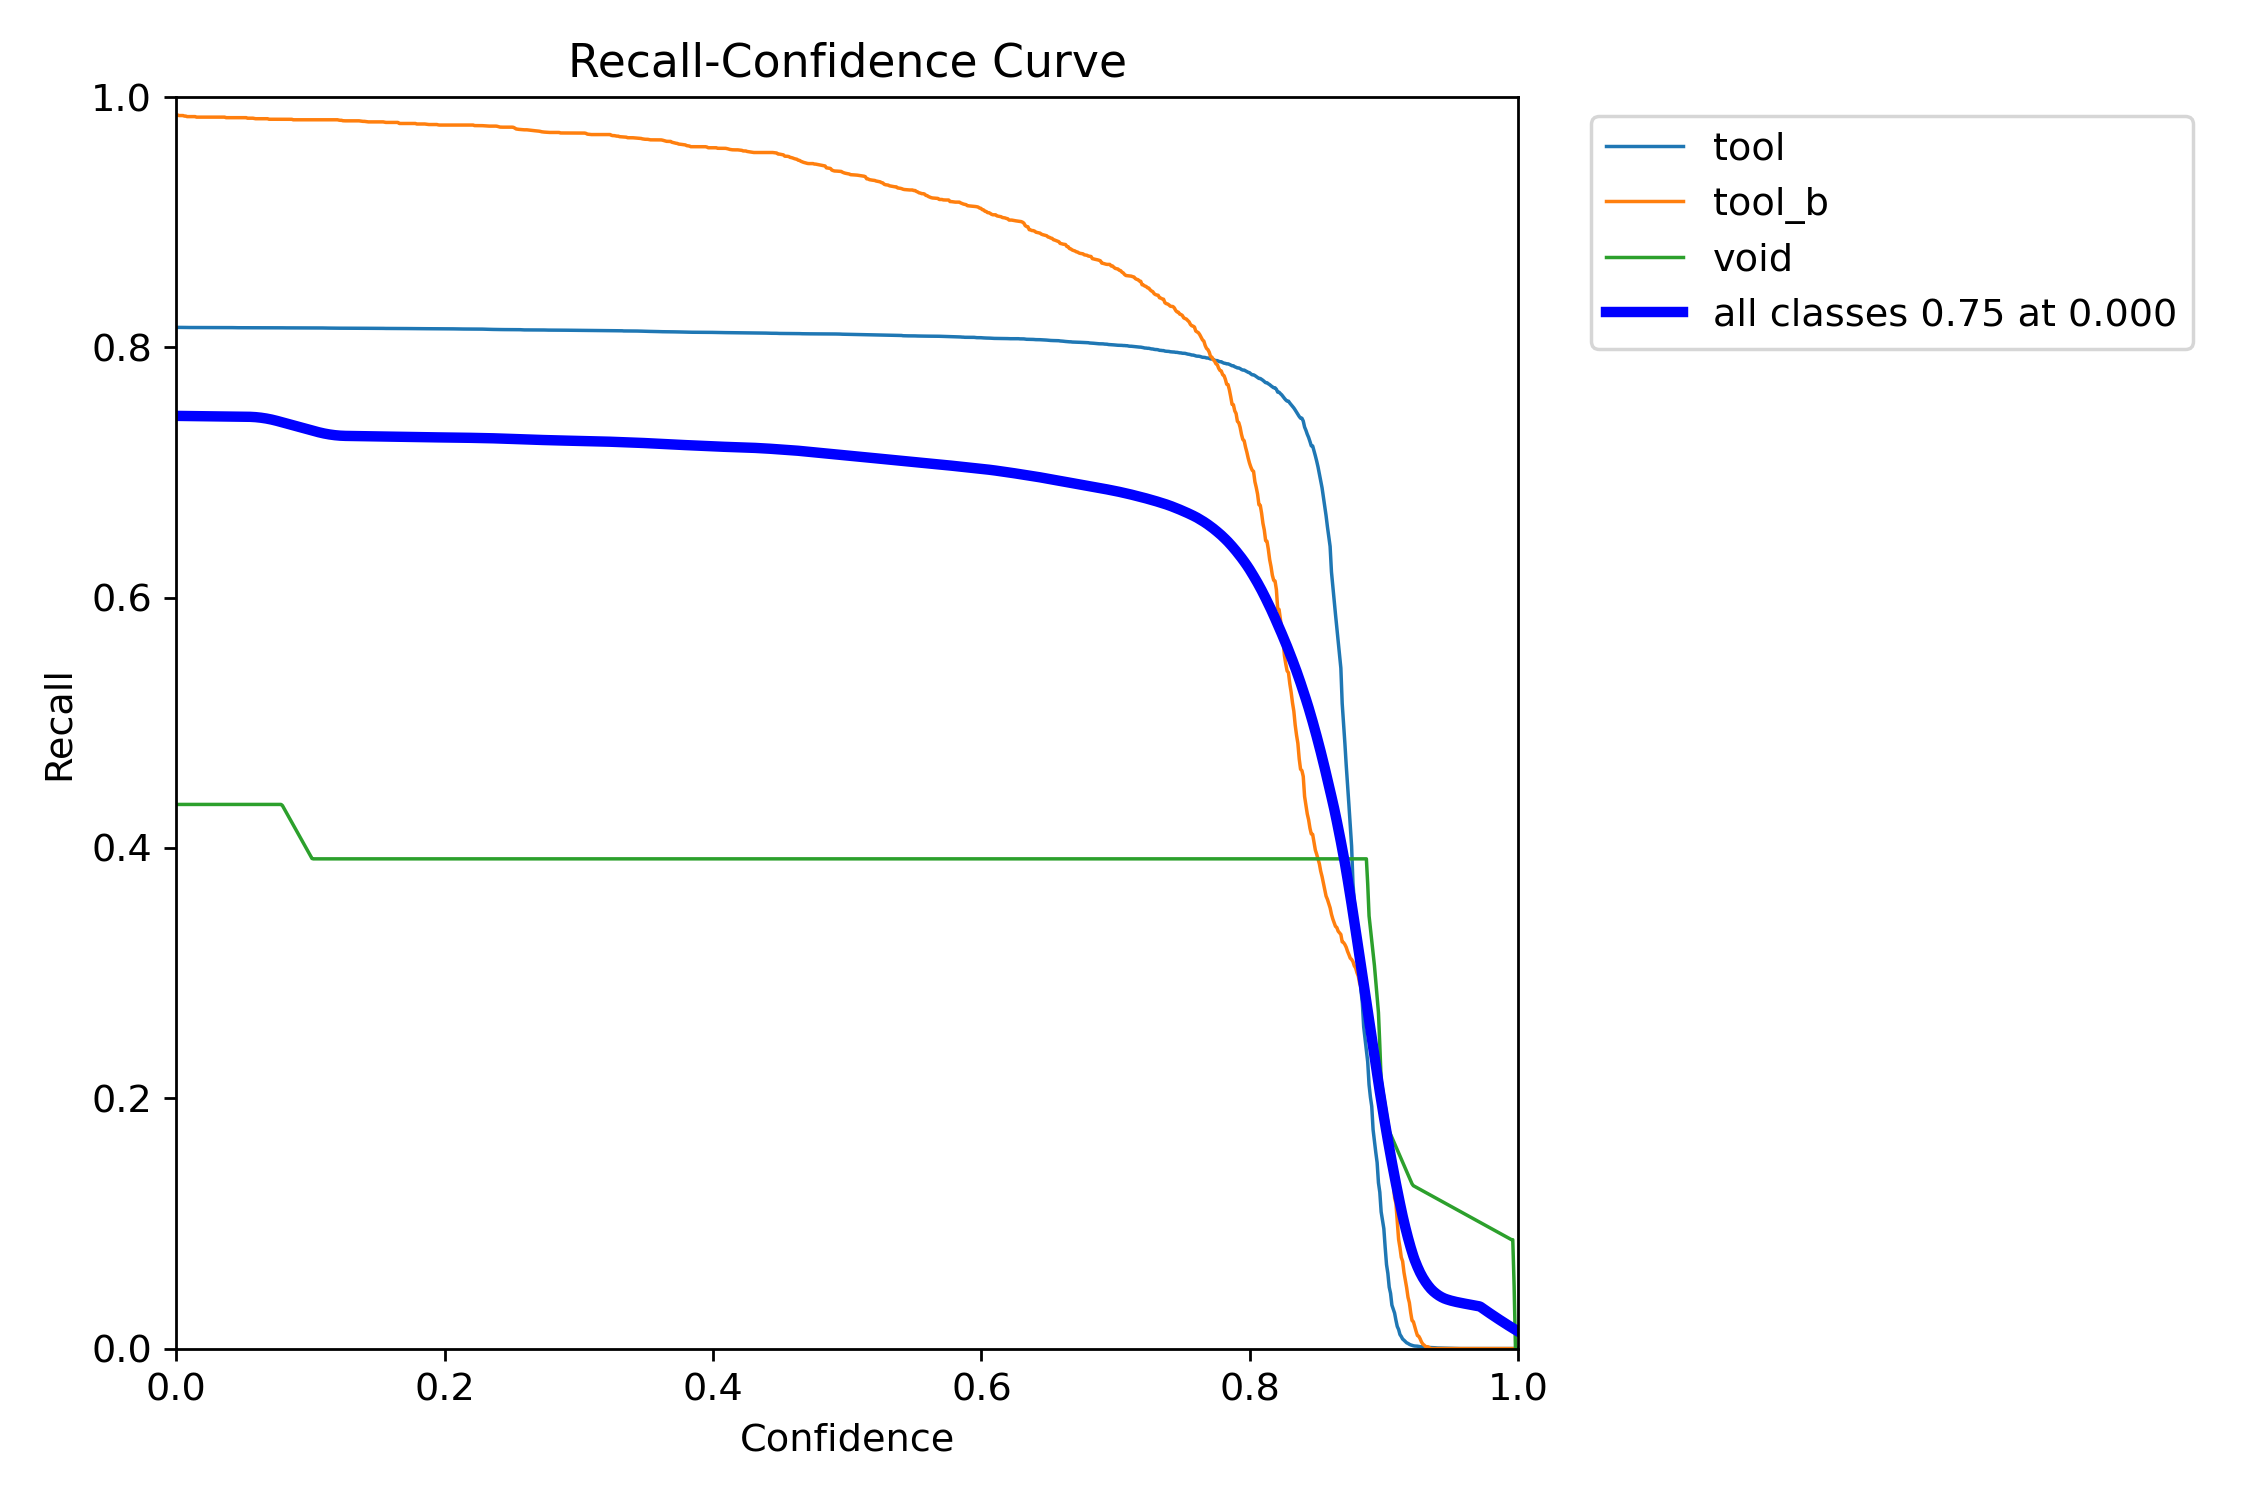 Recall-Confidence Curve
1.0
0.8
0.6
0.4
0.2
0.0
Recall
0.0 0.2 0.4 0.6 0.8 1.0
Confidence
tool
tool_b
void
all classes 0.75 at 0.000